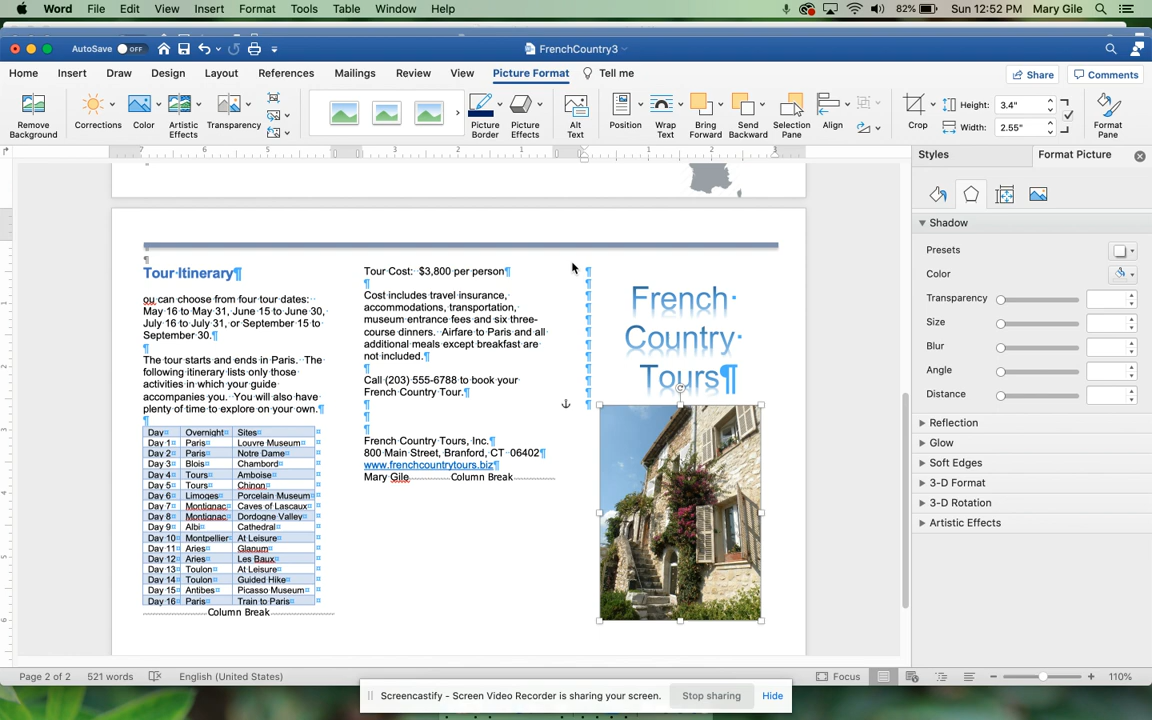 Word File Edit View Insert Format Tools Table Window Help 82% Sun 12:52 PM Mary Gile
AutoSave OFF FrenchCountry3
Home Insert Draw Design Layout References Mailings Review View Picture Format Tell me Share Comments
Remove Background
Corrections
Color
Artistic Effects
Transparency
Picture Border
Picture Effects
Alt Text
Position
Wrap Text
Bring Forward
Send Backward
Selection Pane
Align
Crop
Height: 3.4"
Width: 2.55"
Format Pane
7 6 5 3 2 1 1 2 3
Styles Format Picture
Shadow
Presets
Color
Transparency
Size
Blur
Angle
Distance
Reflection
Glow
Soft Edges
3-D Format
3-D Rotation
Artistic Effects
Tour·Itinerary¶
ou can choose from four tour dates:
May 16 to May 31, June 15 to June 30,
July 16 to July 31, or September 15 to
September 30.¶
¶
The tour starts and ends in Paris. The
following itinerary lists only those
activities in which your guide
accompanies you. You will also have
plenty of time to explore on your own.¶
¶
Day Overnight Sites
Day 1 Paris Louvre Museum
Day 2 Paris Notre Dame
Day 3 Blois Chambord
Day 4 Tours Amboise
Day 5 Tours Chinon
Day 6 Limoges Porcelain Museum
Day 7 Montignac Caves of Lascaux
Day 8 Montignac Dordogne Valley
Day 9 Albi Cathedral
Day 10 Montpellier At Leisure
Day 11 Aries Glanum
Day 12 Aries Les Baux
Day 13 Toulon At Leisure
Day 14 Toulon Guided Hike
Day 15 Antibes Picasso Museum
Day 16 Paris Train to Paris
Column Break
Tour Cost: $3,800 per person¶
¶
Cost includes travel insurance,
accommodations, transportation,
museum entrance fees and six three-
course dinners. Airfare to Paris and all
additional meals except breakfast are
not included.¶
¶
Call (203) 555-6788 to book your
French Country Tour.¶
¶
¶
¶
French Country Tours, Inc.¶
800 Main Street, Branford, CT 06402¶
www.frenchcountrytours.biz¶
Mary Gile Column Break
French·
Country·
Tours¶
Page 2 of 2 521 words English (United States) Focus 110%
Screencastify - Screen Video Recorder is sharing your screen. Stop sharing Hide